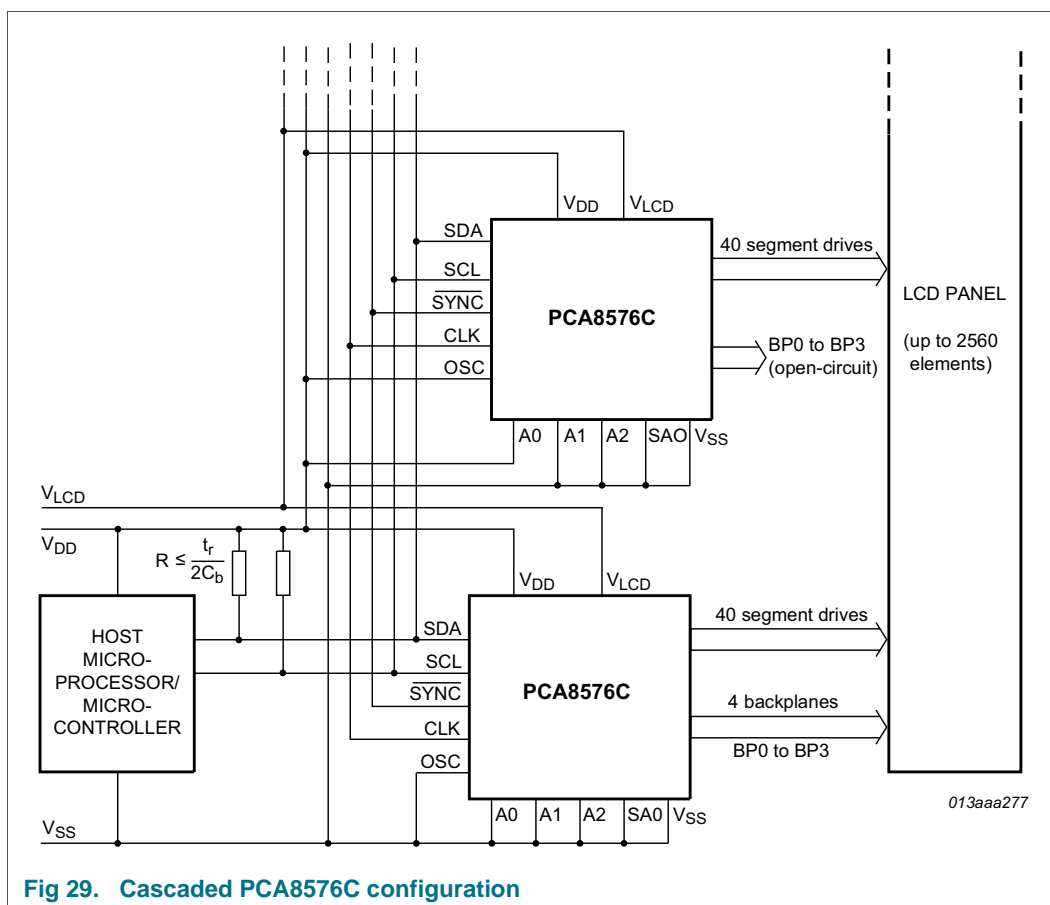 VDD VLCD
SDA
SCL
SYNC
CLK
OSC
PCA8576C
A0 A1 A2 SAO VSS
40 segment drives
BP0 to BP3
(open-circuit)
LCD PANEL
(up to 2560
elements)
VLCD
VDD
R ≤ tr
2Cb
HOST
MICRO-
PROCESSOR/
MICRO-
CONTROLLER
VSS
VDD VLCD
SDA
SCL
SYNC
CLK
OSC
PCA8576C
A0 A1 A2 SA0 VSS
40 segment drives
4 backplanes
BP0 to BP3
013aaa277
Fig 29. Cascaded PCA8576C configuration